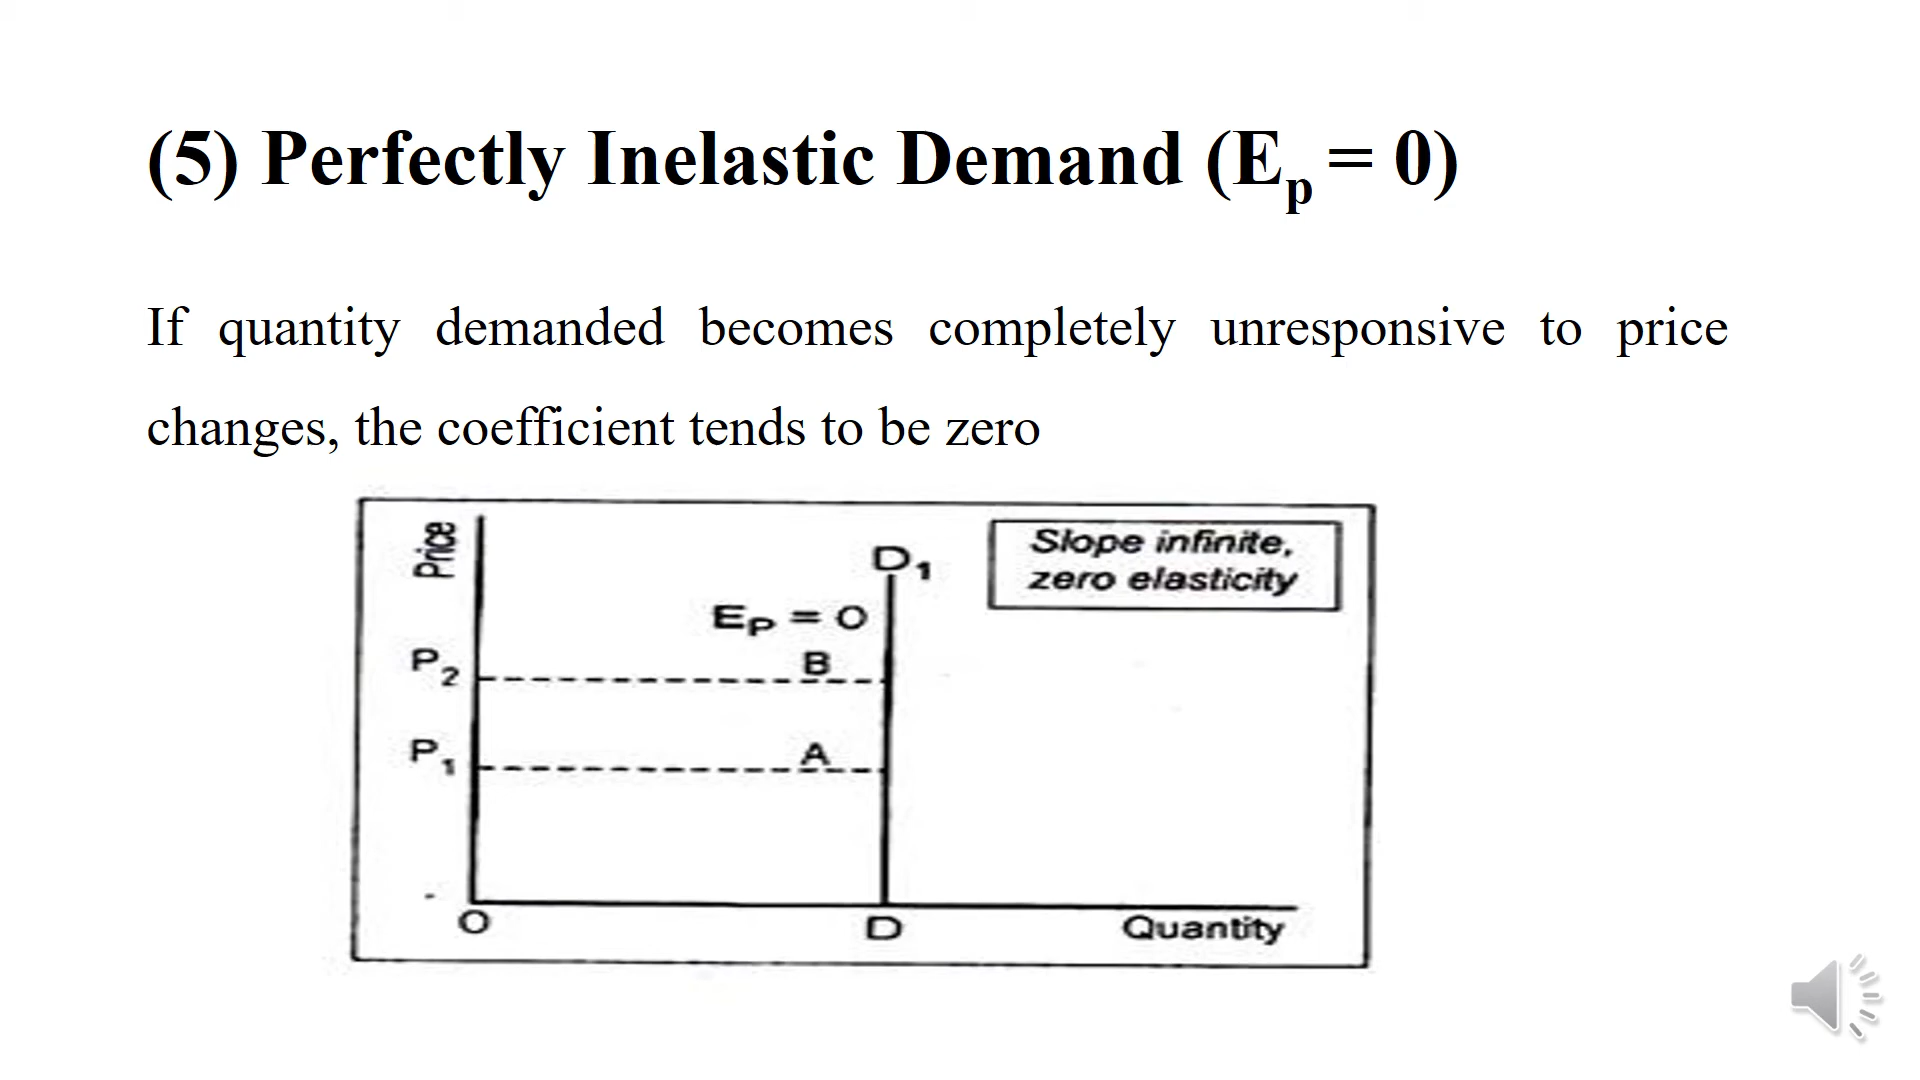 (5) Perfectly Inelastic Demand (Ep = 0)
If quantity demanded becomes completely unresponsive to price
changes, the coefficient tends to be zero
Price
D1
Slope infinite,
zero elasticity
EP = 0
P2
B
P1
A
O
D
Quantity